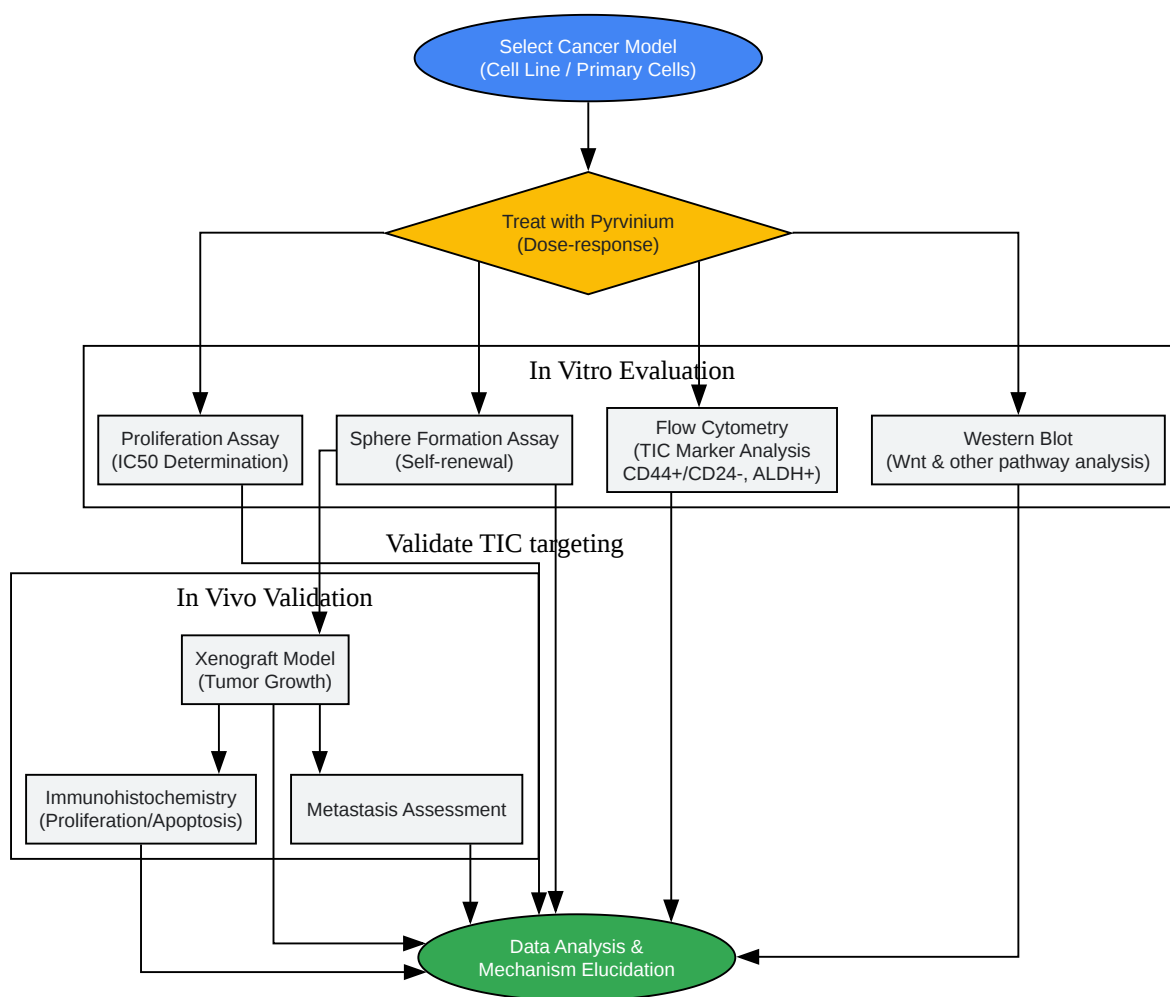 Select Cancer Model
(Cell Line / Primary Cells)
Treat with Pyrvinium
(Dose-response)
In Vitro Evaluation
Proliferation Assay
(IC50 Determination)
Sphere Formation Assay
(Self-renewal)
Flow Cytometry
(TIC Marker Analysis
CD44+/CD24-, ALDH+)
Western Blot
(Wnt & other pathway analysis)
Validate TIC targeting
In Vivo Validation
Xenograft Model
(Tumor Growth)
Immunohistochemistry
(Proliferation/Apoptosis)
Metastasis Assessment
Data Analysis &
Mechanism Elucidation